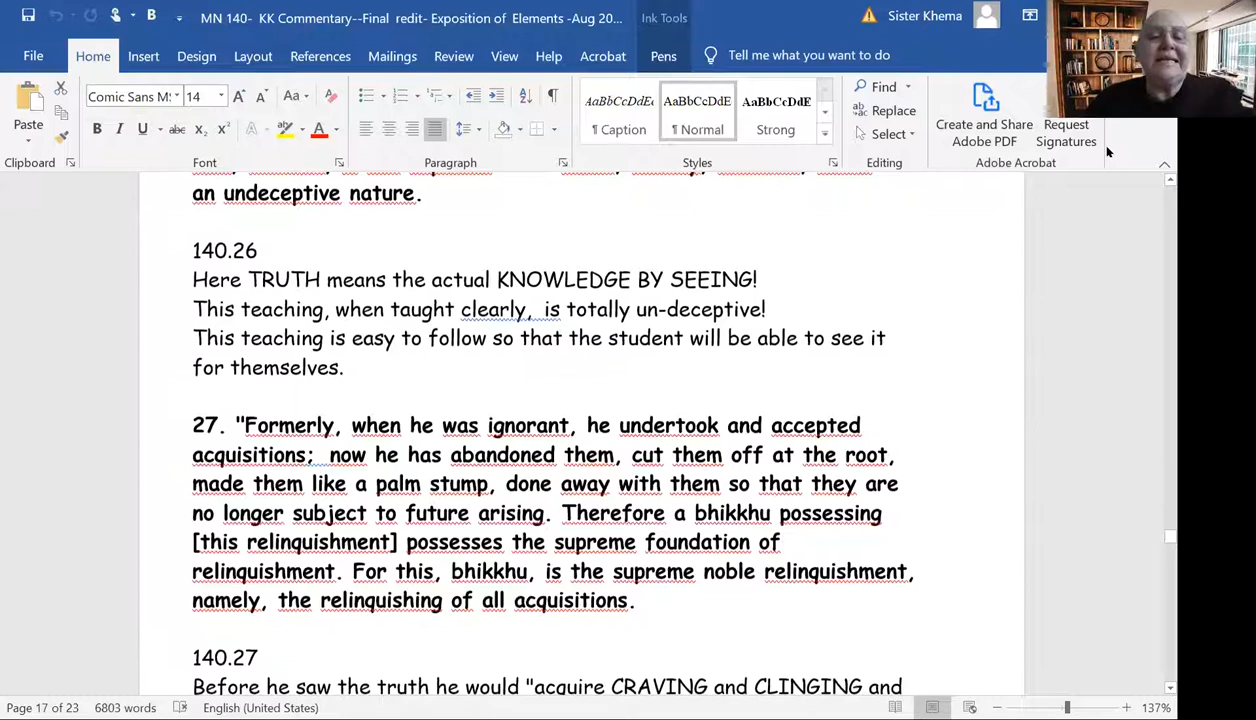 MN 140- KK Commentary--Final redit- Exposition of Elements -Aug 20...
Ink Tools
Sister Khema
File Home Insert Design Layout References Mailings Review View Help Acrobat Pens Tell me what you want to do
Comic Sans M 14
Paste
AaBbCcDdE AaBbCcDdE AaBbCcDdE
¶ Caption ¶ Normal Strong
Find
Replace
Select
Create and Share
Adobe PDF
Request
Signatures
Clipboard Font Paragraph Styles Editing Adobe Acrobat
an undeceptive nature.
140.26
Here TRUTH means the actual KNOWLEDGE BY SEEING!
This teaching, when taught clearly, is totally un-deceptive!
This teaching is easy to follow so that the student will be able to see it
for themselves.
27. "Formerly, when he was ignorant, he undertook and accepted
acquisitions; now he has abandoned them, cut them off at the root,
made them like a palm stump, done away with them so that they are
no longer subject to future arising. Therefore a bhikkhu possessing
[this relinquishment] possesses the supreme foundation of
relinquishment. For this, bhikkhu, is the supreme noble relinquishment,
namely, the relinquishing of all acquisitions.
140.27
Before he saw the truth he would "acquire CRAVING and CLINGING and
Page 17 of 23 6803 words English (United States) 137%